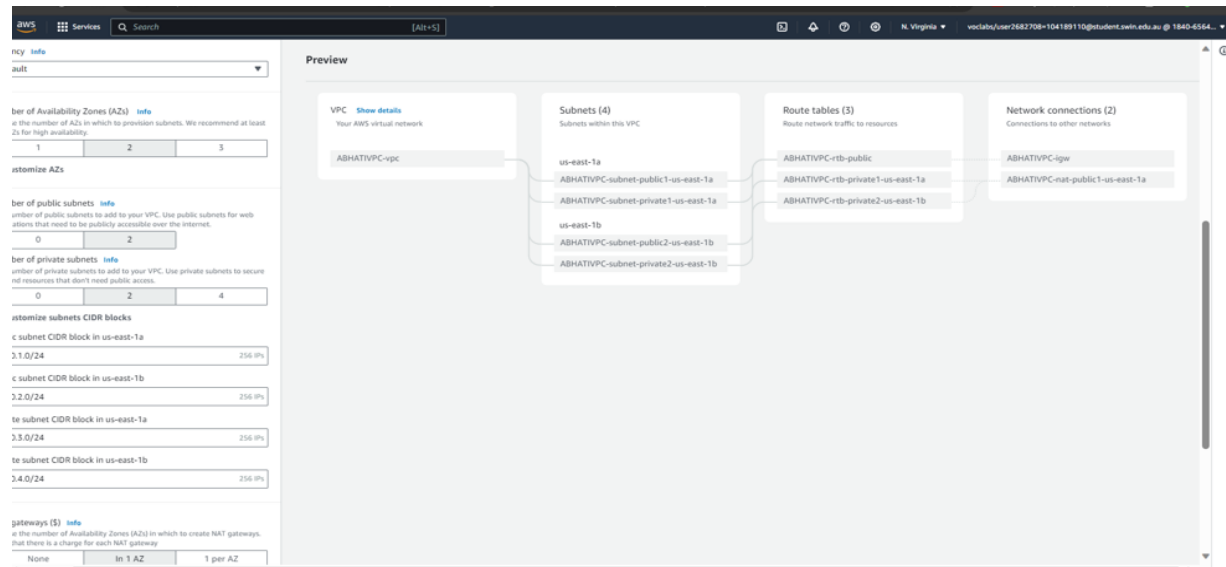 aws
Services
Search
[Alt+S]
N. Virginia
voclabs/user2682708=104189110@student.swin.edu.au @ 1840-6564...
ncy Info
ault
ber of Availability Zones (AZs) Info
e the number of AZs in which to provision subnets. We recommend at least
Zs for high availability.
1 2 3
ustomize AZs
ber of public subnets Info
umber of public subnets to add to your VPC. Use public subnets for web
ations that need to be publicly accessible over the internet.
0 2
ber of private subnets Info
umber of private subnets to add to your VPC. Use private subnets to secure
nd resources that don't need public access.
0 2 4
ustomize subnets CIDR blocks
c subnet CIDR block in us-east-1a
0.1.0/24 256 IPs
c subnet CIDR block in us-east-1b
0.2.0/24 256 IPs
te subnet CIDR block in us-east-1a
0.3.0/24 256 IPs
te subnet CIDR block in us-east-1b
0.4.0/24 256 IPs
gateways ($) Info
e the number of Availability Zones (AZs) in which to create NAT gateways.
that there is a charge for each NAT gateway
None In 1 AZ 1 per AZ
Preview
VPC Show details
Your AWS virtual network
ABHATIVPC-vpc
Subnets (4)
Subnets within this VPC
us-east-1a
ABHATIVPC-subnet-public1-us-east-1a
ABHATIVPC-subnet-private1-us-east-1a
us-east-1b
ABHATIVPC-subnet-public2-us-east-1b
ABHATIVPC-subnet-private2-us-east-1b
Route tables (3)
Route network traffic to resources
ABHATIVPC-rtb-public
ABHATIVPC-rtb-private1-us-east-1a
ABHATIVPC-rtb-private2-us-east-1b
Network connections (2)
Connections to other networks
ABHATIVPC-igw
ABHATIVPC-nat-public1-us-east-1a